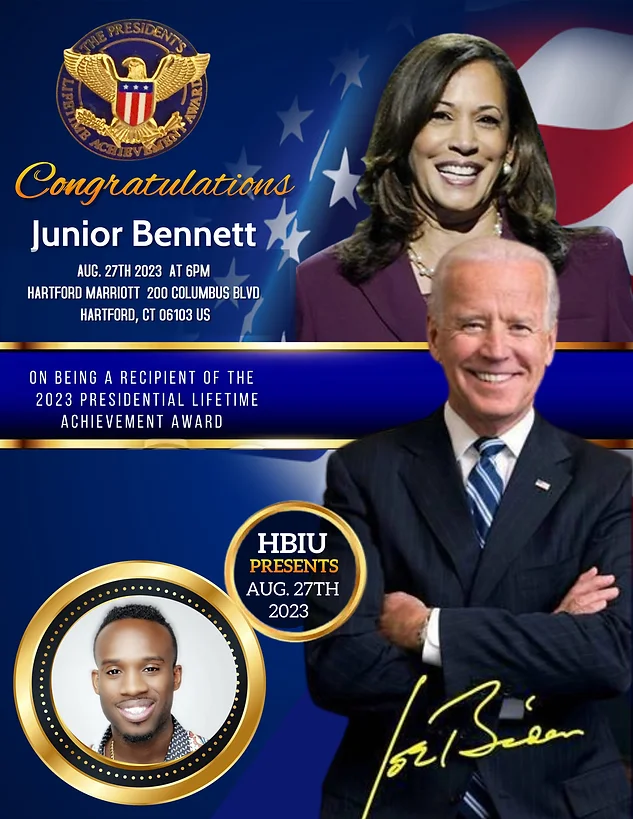 THE PRESIDENT'S
LIFETIME ACHIEVEMENT AWARD
Congratulations
Junior Bennett
AUG. 27TH 2023 AT 6PM
HARTFORD MARRIOTT 200 COLUMBUS BLVD
HARTFORD, CT 06103 US
ON BEING A RECIPIENT OF THE
2023 PRESIDENTIAL LIFETIME
ACHIEVEMENT AWARD
HBIU
PRESENTS
AUG. 27TH
2023
Joe Biden